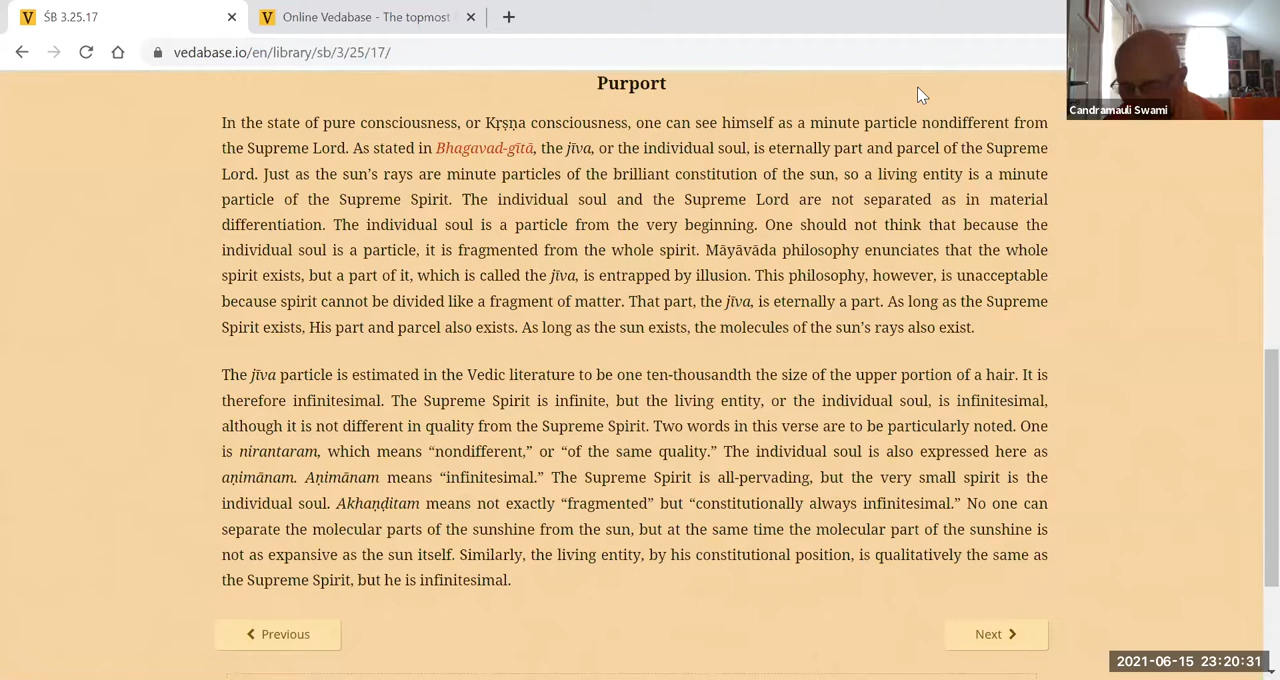 ŚB 3.25.17
Online Vedabase - The topmost
vedabase.io/en/library/sb/3/25/17/
Candramauli Swami
Purport
In the state of pure consciousness, or Kṛṣṇa consciousness, one can see himself as a minute particle nondifferent from
the Supreme Lord. As stated in Bhagavad-gītā, the jīva, or the individual soul, is eternally part and parcel of the Supreme
Lord. Just as the sun’s rays are minute particles of the brilliant constitution of the sun, so a living entity is a minute
particle of the Supreme Spirit. The individual soul and the Supreme Lord are not separated as in material
differentiation. The individual soul is a particle from the very beginning. One should not think that because the
individual soul is a particle, it is fragmented from the whole spirit. Māyāvāda philosophy enunciates that the whole
spirit exists, but a part of it, which is called the jīva, is entrapped by illusion. This philosophy, however, is unacceptable
because spirit cannot be divided like a fragment of matter. That part, the jīva, is eternally a part. As long as the Supreme
Spirit exists, His part and parcel also exists. As long as the sun exists, the molecules of the sun’s rays also exist.
The jīva particle is estimated in the Vedic literature to be one ten-thousandth the size of the upper portion of a hair. It is
therefore infinitesimal. The Supreme Spirit is infinite, but the living entity, or the individual soul, is infinitesimal,
although it is not different in quality from the Supreme Spirit. Two words in this verse are to be particularly noted. One
is nirantaram, which means “nondifferent,” or “of the same quality.” The individual soul is also expressed here as
aṇimānam. Aṇimānam means “infinitesimal.” The Supreme Spirit is all-pervading, but the very small spirit is the
individual soul. Akhaṇḍitam means not exactly “fragmented” but “constitutionally always infinitesimal.” No one can
separate the molecular parts of the sunshine from the sun, but at the same time the molecular part of the sunshine is
not as expansive as the sun itself. Similarly, the living entity, by his constitutional position, is qualitatively the same as
the Supreme Spirit, but he is infinitesimal.
Previous
Next
2021-06-15 23:20:31